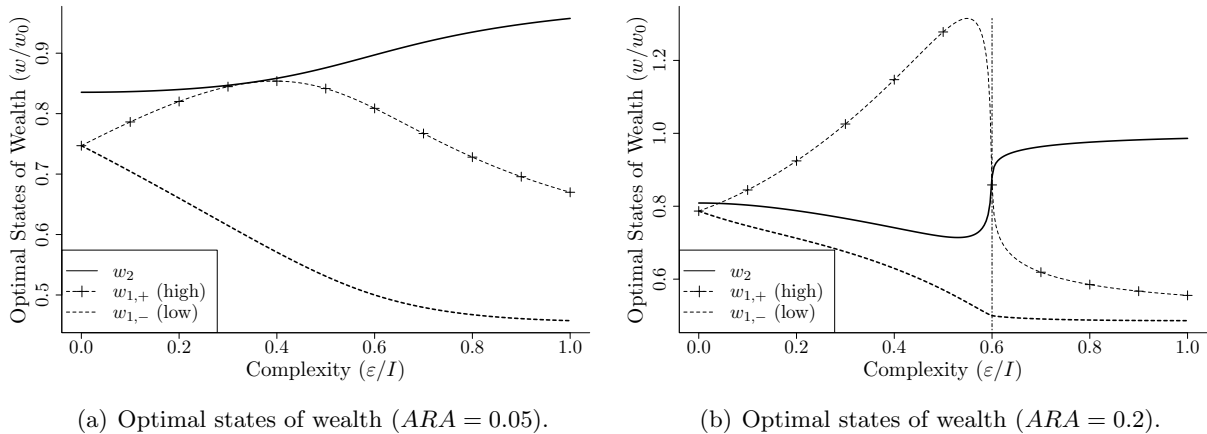 Optimal States of Wealth (w/w₀)
0.5 0.6 0.7 0.8 0.9
w₂
w₁,₊ (high)
w₁,₋ (low)
0.0 0.2 0.4 0.6 0.8 1.0
Complexity (ε/I)
(a) Optimal states of wealth (ARA = 0.05).
Optimal States of Wealth (w/w₀)
0.6 0.8 1.0 1.2
w₂
w₁,₊ (high)
w₁,₋ (low)
0.0 0.2 0.4 0.6 0.8 1.0
Complexity (ε/I)
(b) Optimal states of wealth (ARA = 0.2).